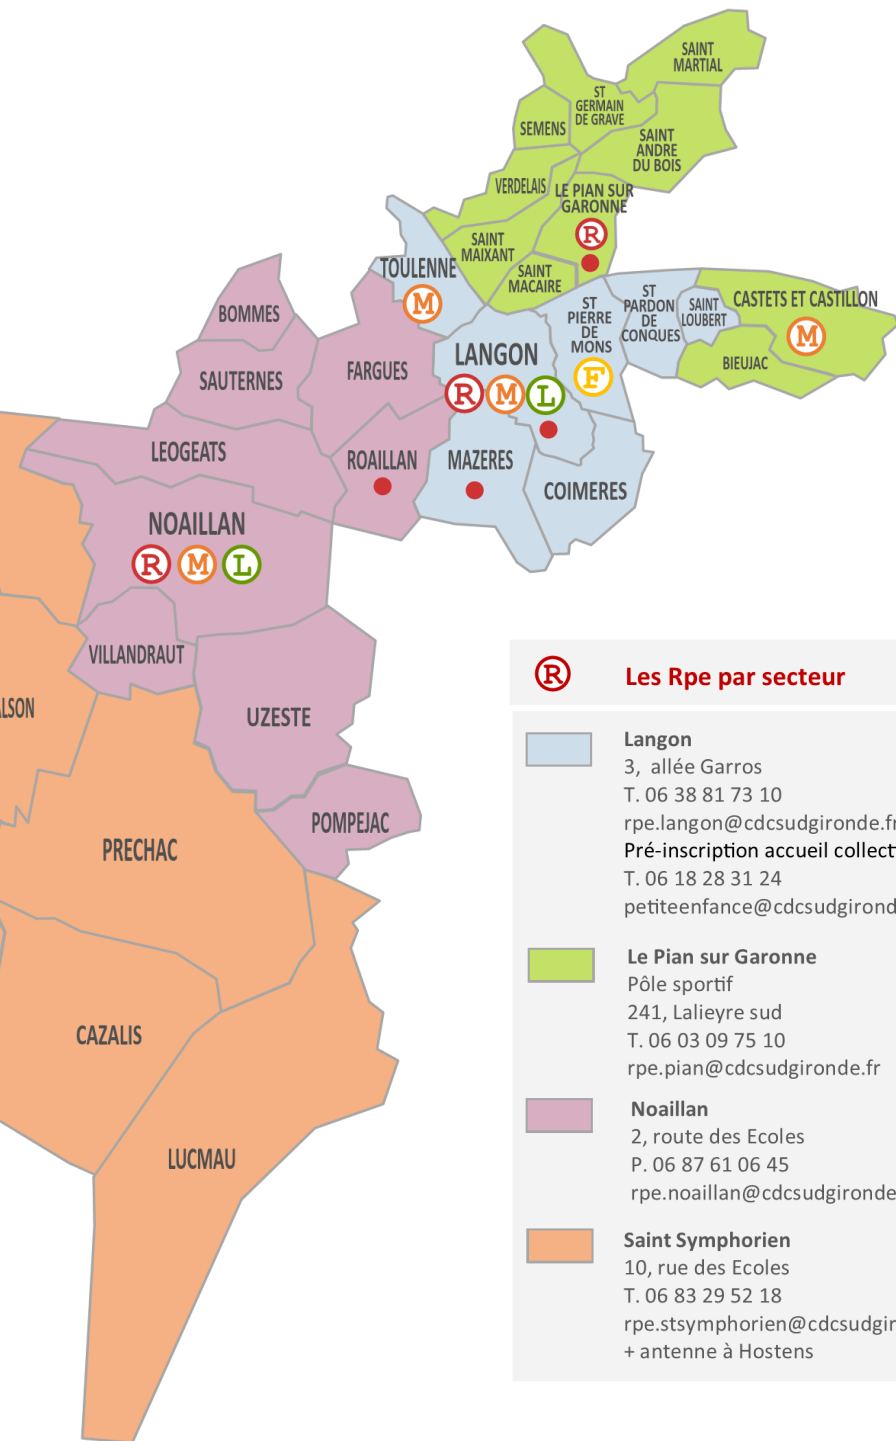 SAINT
MARTIAL
ST
GERMAIN
DE GRAVE
SEMENS
SAINT
ANDRE
DU BOIS
VERDELAIS
LE PIAN SUR
GARONNE
R
SAINT
MAIXANT
SAINT
MACAIRE
TOULENNE
M
BOMMES
SAUTERNES
FARGUES
LANGON
R M L
ST
PIERRE
DE
MONS
F
ST
PARDON
DE
CONQUES
SAINT
LOUBERT
CASTETS ET CASTILLON
M
BIEUJAC
LEOGEATS
ROAILLAN
MAZERES
COIMERES
NOAILLAN
R M L
VILLANDRAUT
ALSON
UZESTE
POMPEJAC
PRECHAC
CAZALIS
LUCMAU
R Les Rpe par secteur
Langon
3, allée Garros
T. 06 38 81 73 10
rpe.langon@cdcsudgironde.fr
Pré-inscription accueil collect
T. 06 18 28 31 24
petiteenfance@cdcsudgirond
Le Pian sur Garonne
Pôle sportif
241, Lalieyre sud
T. 06 03 09 75 10
rpe.pian@cdcsudgironde.fr
Noaillan
2, route des Ecoles
P. 06 87 61 06 45
rpe.noaillan@cdcsudgironde
Saint Symphorien
10, rue des Ecoles
T. 06 83 29 52 18
rpe.stsymphorien@cdcsudgir
+ antenne à Hostens